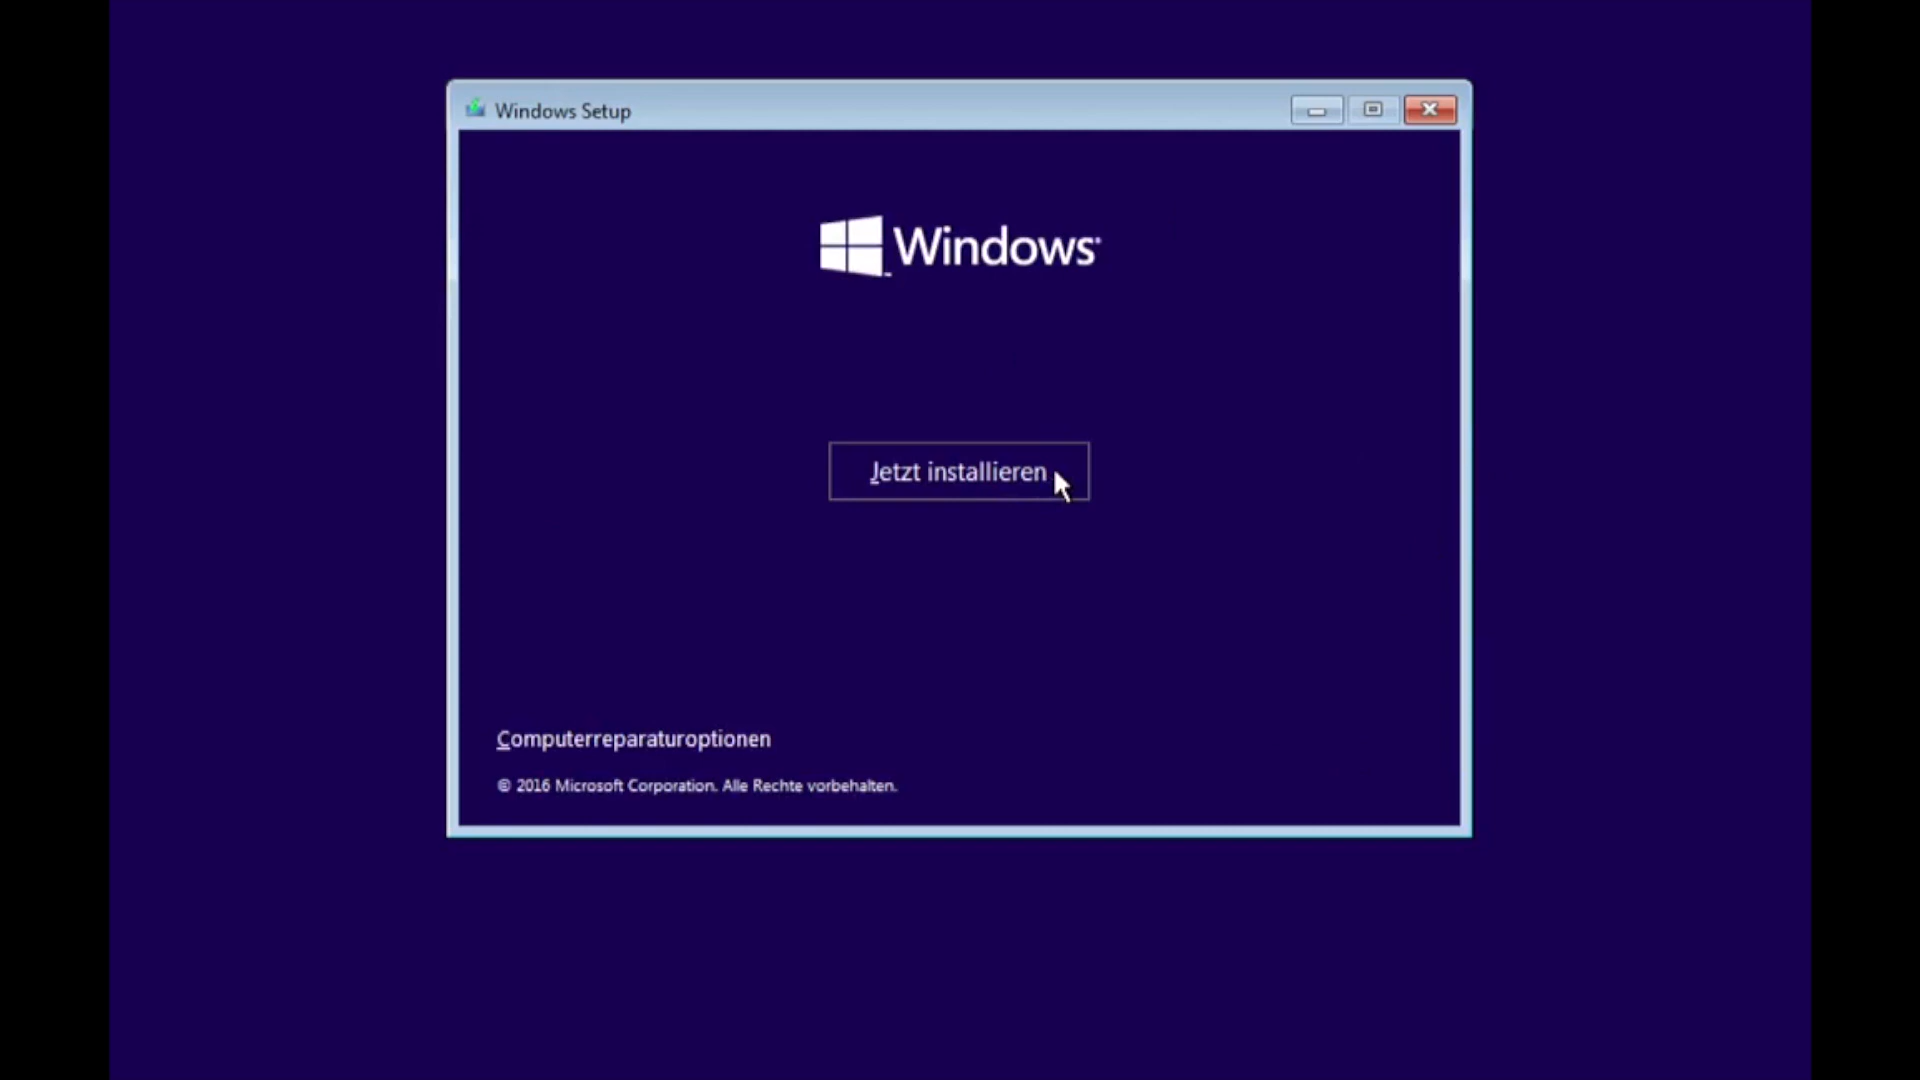 Windows Setup
Windows
Jetzt installieren
Computerreparaturoptionen
© 2016 Microsoft Corporation. Alle Rechte vorbehalten.